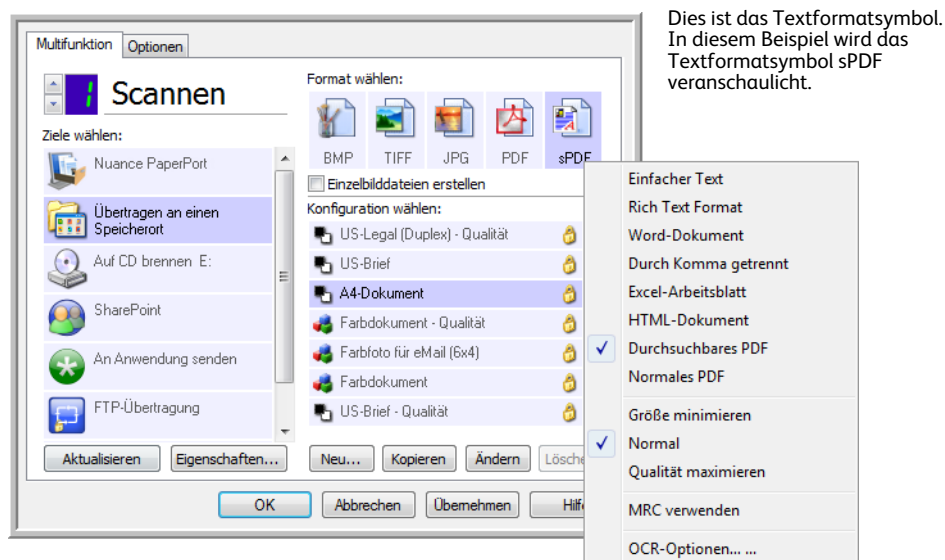 Dies ist das Textformatsymbol.
In diesem Beispiel wird das
Textformatsymbol sPDF
veranschaulicht.
Multifunktion Optionen
1 Scannen
Ziele wählen:
Nuance PaperPort
Übertragen an einen
Speicherort
Auf CD brennen E:
SharePoint
An Anwendung senden
FTP-Übertragung
Aktualisieren Eigenschaften...
Format wählen:
BMP TIFF JPG PDF sPDF
Einzelbilddateien erstellen
Konfiguration wählen:
US-Legal (Duplex) - Qualität
US-Brief
A4-Dokument
Farbdokument - Qualität
Farbfoto für eMail (6x4)
Farbdokument
US-Brief - Qualität
Neu... Kopieren Ändern Lösche
OK Abbrechen Übernehmen Hilf
Einfacher Text
Rich Text Format
Word-Dokument
Durch Komma getrennt
Excel-Arbeitsblatt
HTML-Dokument
Durchsuchbares PDF
Normales PDF
Größe minimieren
Normal
Qualität maximieren
MRC verwenden
OCR-Optionen... ...